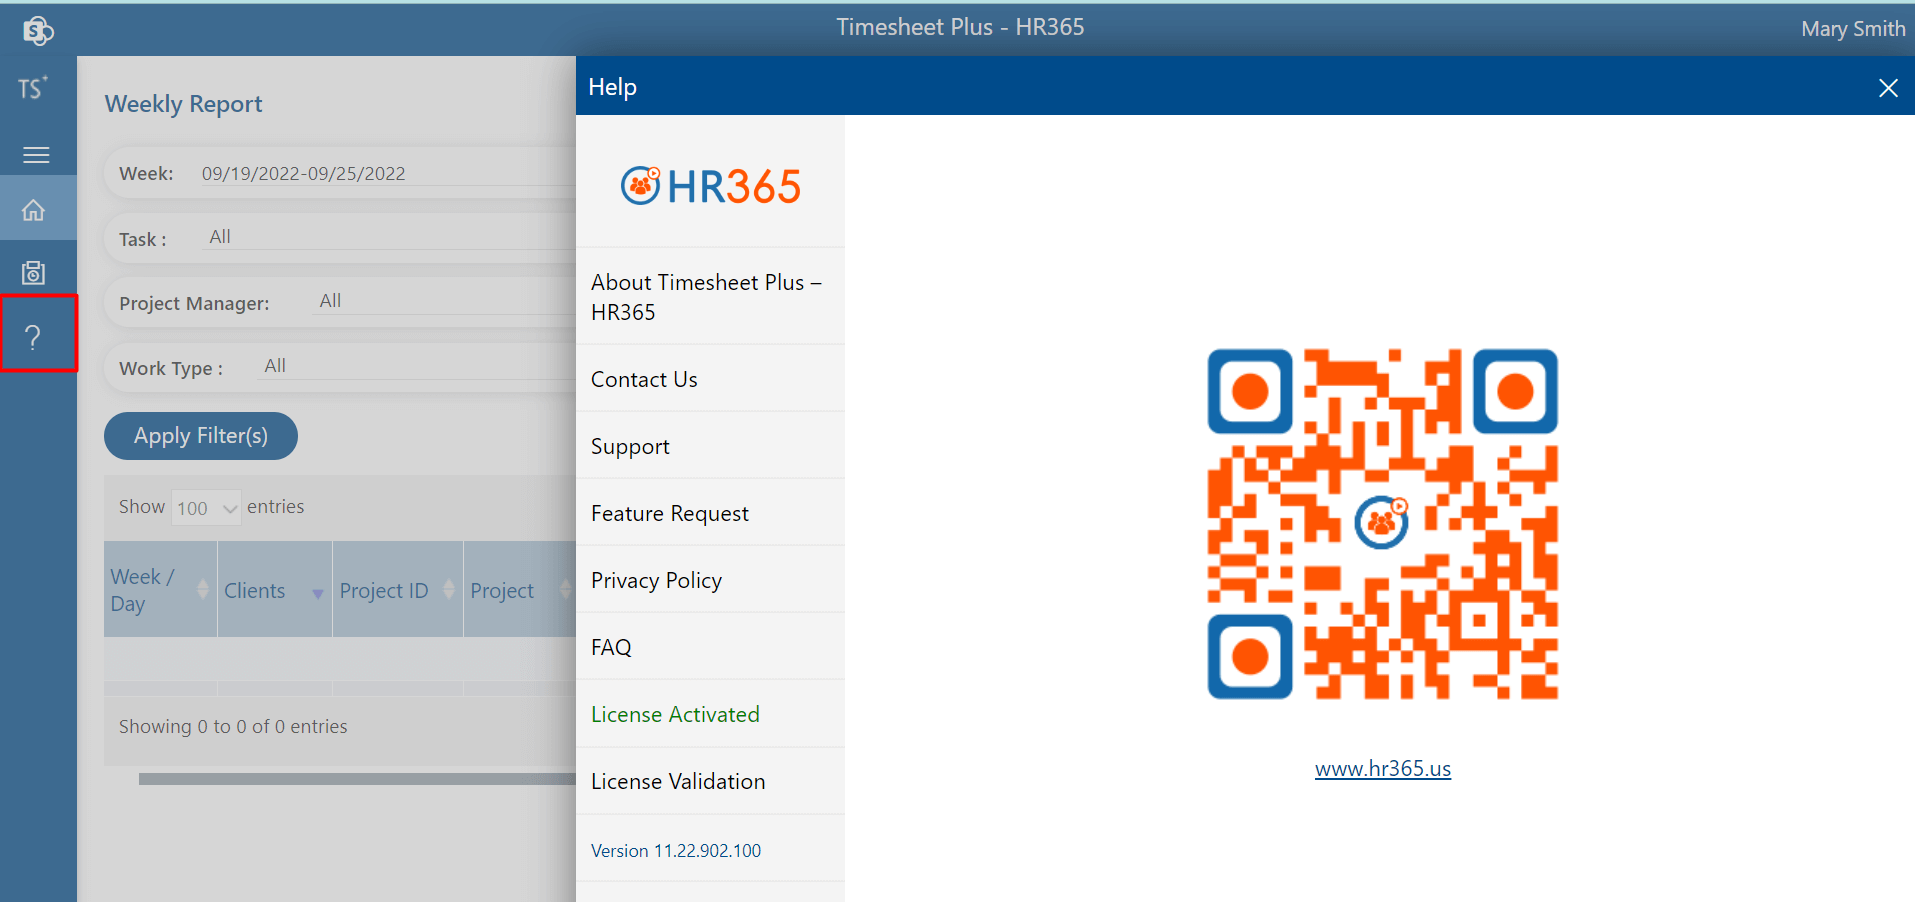 Timesheet Plus - HR365
Mary Smith
TS+
Weekly Report
Week: 09/19/2022-09/25/2022
Task : All
Project Manager: All
Work Type : All
Apply Filter(s)
Show 100 entries
Week /
Day
Clients
Project ID
Project
Showing 0 to 0 of 0 entries
?
Help
HR365
About Timesheet Plus –
HR365
Contact Us
Support
Feature Request
Privacy Policy
FAQ
License Activated
License Validation
Version 11.22.902.100
www.hr365.us